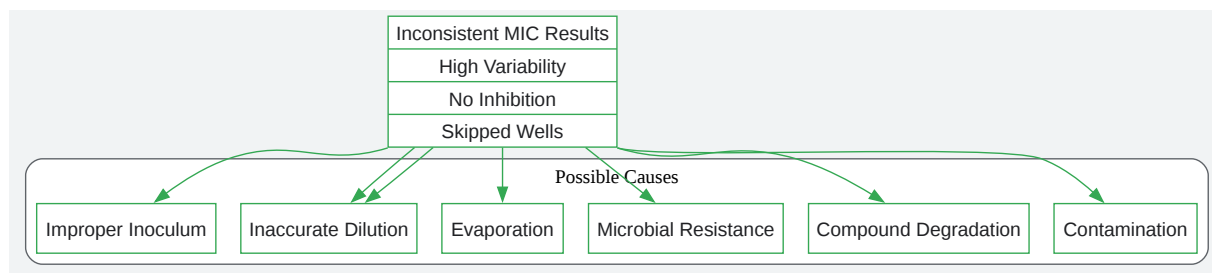 Inconsistent MIC Results
High Variability
No Inhibition
Skipped Wells
Possible Causes
Improper Inoculum
Inaccurate Dilution
Evaporation
Microbial Resistance
Compound Degradation
Contamination